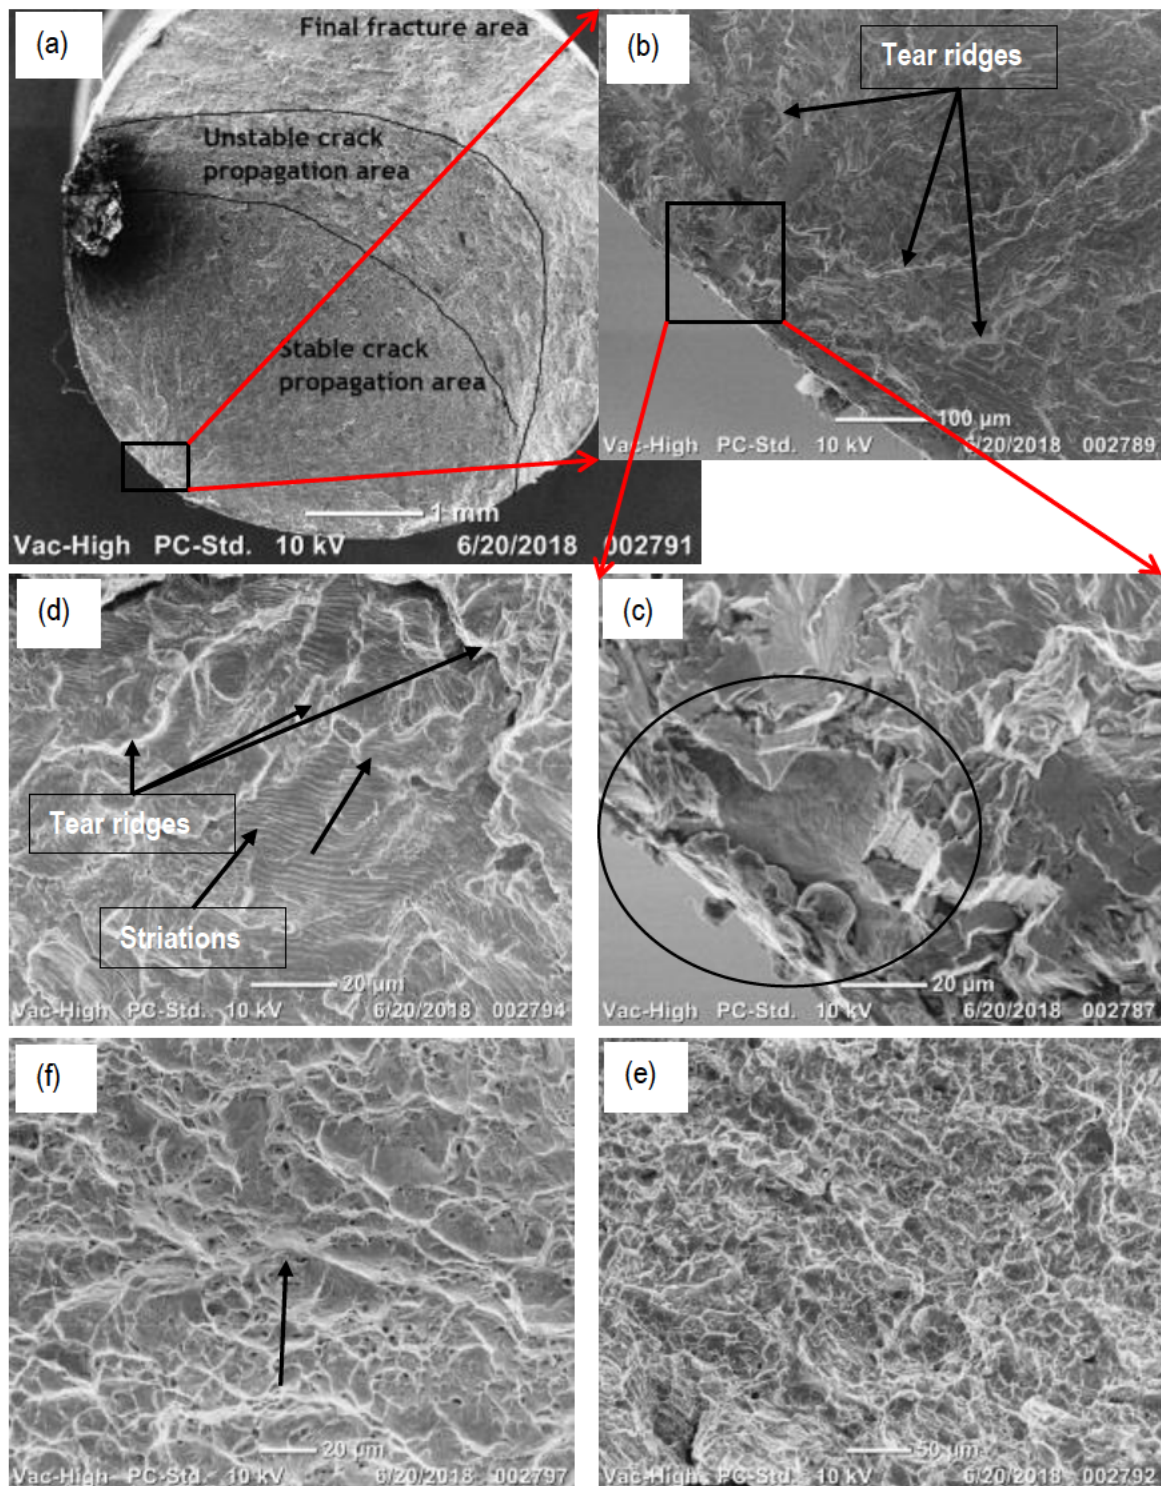 (a)
Final fracture area
Unstable crack
propagation area
Stable crack
propagation area
1 mm
Vac-High PC-Std. 10 kV 6/20/2018 002791
(b)
Tear ridges
100 µm
Vac-High PC-Std. 10 kV 6/20/2018 002789
(d)
Tear ridges
Striations
20 µm
Vac-High PC-Std. 10 kV 6/20/2018 002794
(c)
20 µm
Vac-High PC-Std. 10 kV 6/20/2018 002787
(f)
20 µm
Vac-High PC-Std. 10 kV 6/20/2018 002797
(e)
50 µm
Vac-High PC-Std. 10 kV 6/20/2018 002792